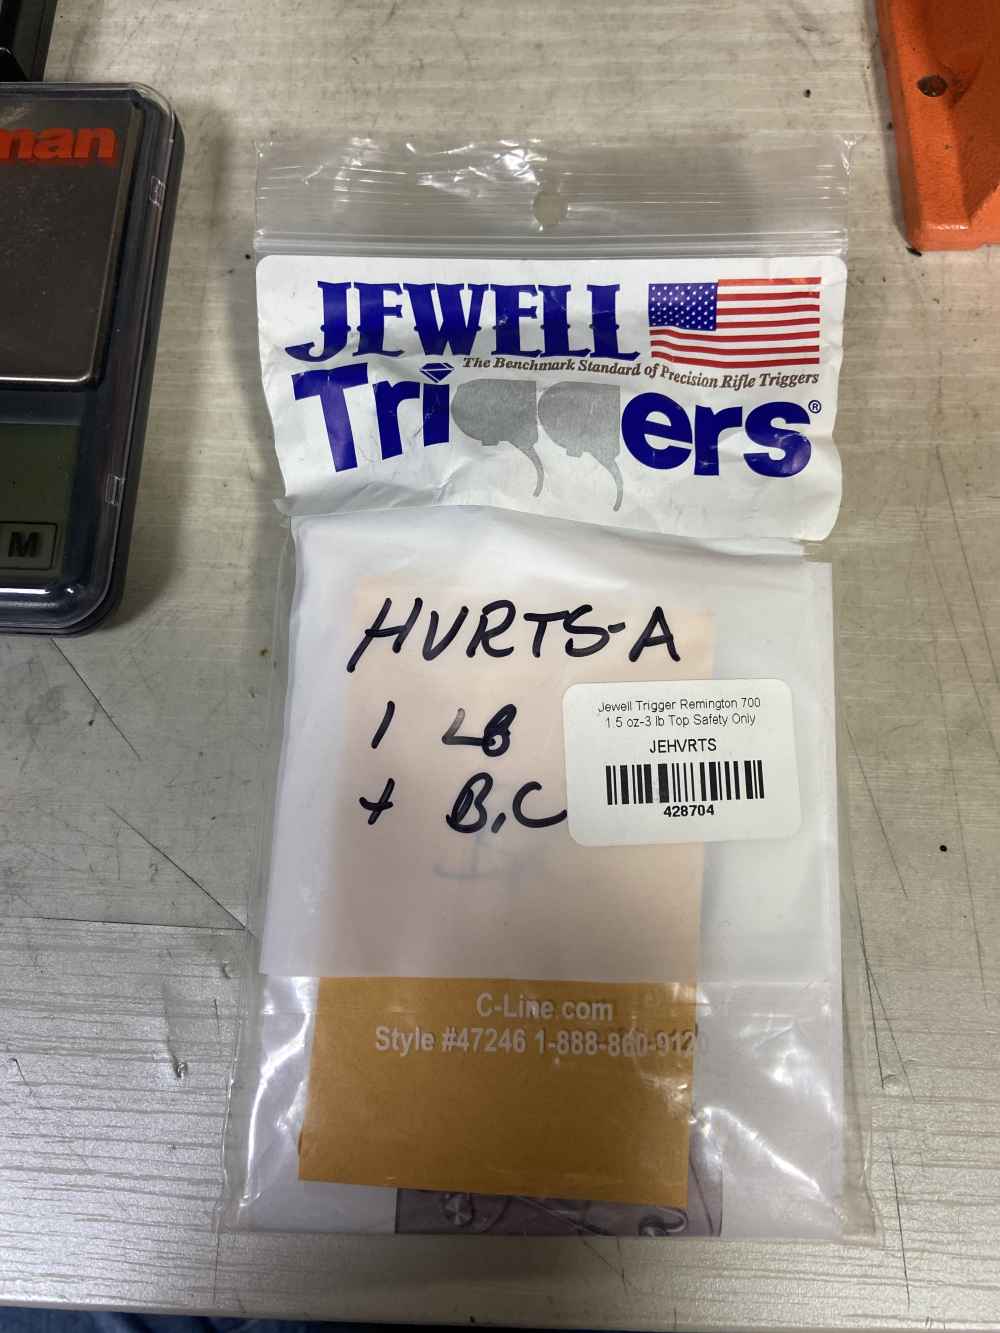 man
M
JEWELL
The Benchmark Standard of Precision Rifle Triggers
Triggers®
HVRTS-A
1 LB
+ B,C
Jewell Trigger Remington 700
1.5 oz-3 lb Top Safety Only
JEHVRTS
428704
C-Line.com
Style #47246 1-888-860-9120